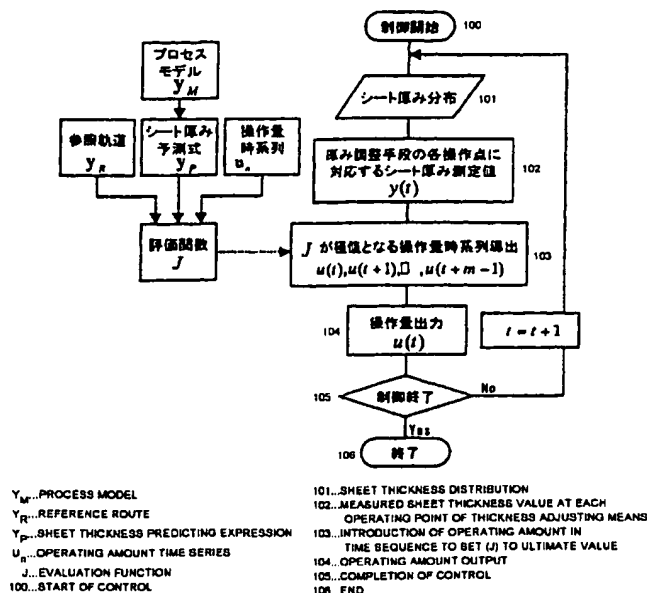 制御開始
100
プロセス
モデル
y_M
シート厚み分布
101
参照軌道
y_R
シート厚み
予測式
y_P
操作量
時系列
u_n
厚み調整手段の各操作点に
対応するシート厚み測定値
y(t)
102
評価関数
J
J が極値となる操作量時系列導出
u(t),u(t+1),□ ,u(t+m-1)
103
104
操作量出力
u(t)
t = t+1
105
制御終了
No
Yes
106
終了
Y_M...PROCESS MODEL
Y_R...REFERENCE ROUTE
Y_P...SHEET THICKNESS PREDICTING EXPRESSION
U_n...OPERATING AMOUNT TIME SERIES
J...EVALUATION FUNCTION
100...START OF CONTROL
101...SHEET THICKNESS DISTRIBUTION
102...MEASURED SHEET THICKNESS VALUE AT EACH
OPERATING POINT OF THICKNESS ADJUSTING MEANS
103...INTRODUCTION OF OPERATING AMOUNT IN
TIME SEQUENCE TO SET (J) TO ULTIMATE VALUE
104...OPERATING AMOUNT OUTPUT
105...COMPLETION OF CONTROL
106...END